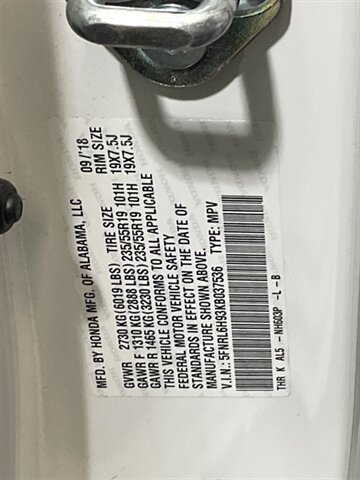 MFD. BY HONDA MFG. OF ALABAMA, LLC 09/'18
TIRE SIZE RIM SIZE
GVWR 2730 KG(6019 LBS)
GAWR F 1310 KG(2888 LBS) 235/55R19 101H 19X7.5J
GAWR R 1465 KG(3230 LBS) 235/55R19 101H 19X7.5J
THIS VEHICLE CONFORMS TO ALL APPLICABLE
FEDERAL MOTOR VEHICLE SAFETY
STANDARDS IN EFFECT ON THE DATE OF
MANUFACTURE SHOWN ABOVE.
V.I.N.:5FNRL6H93KB037536 TYPE: MPV
THR K AL5 -NH603P -L -B